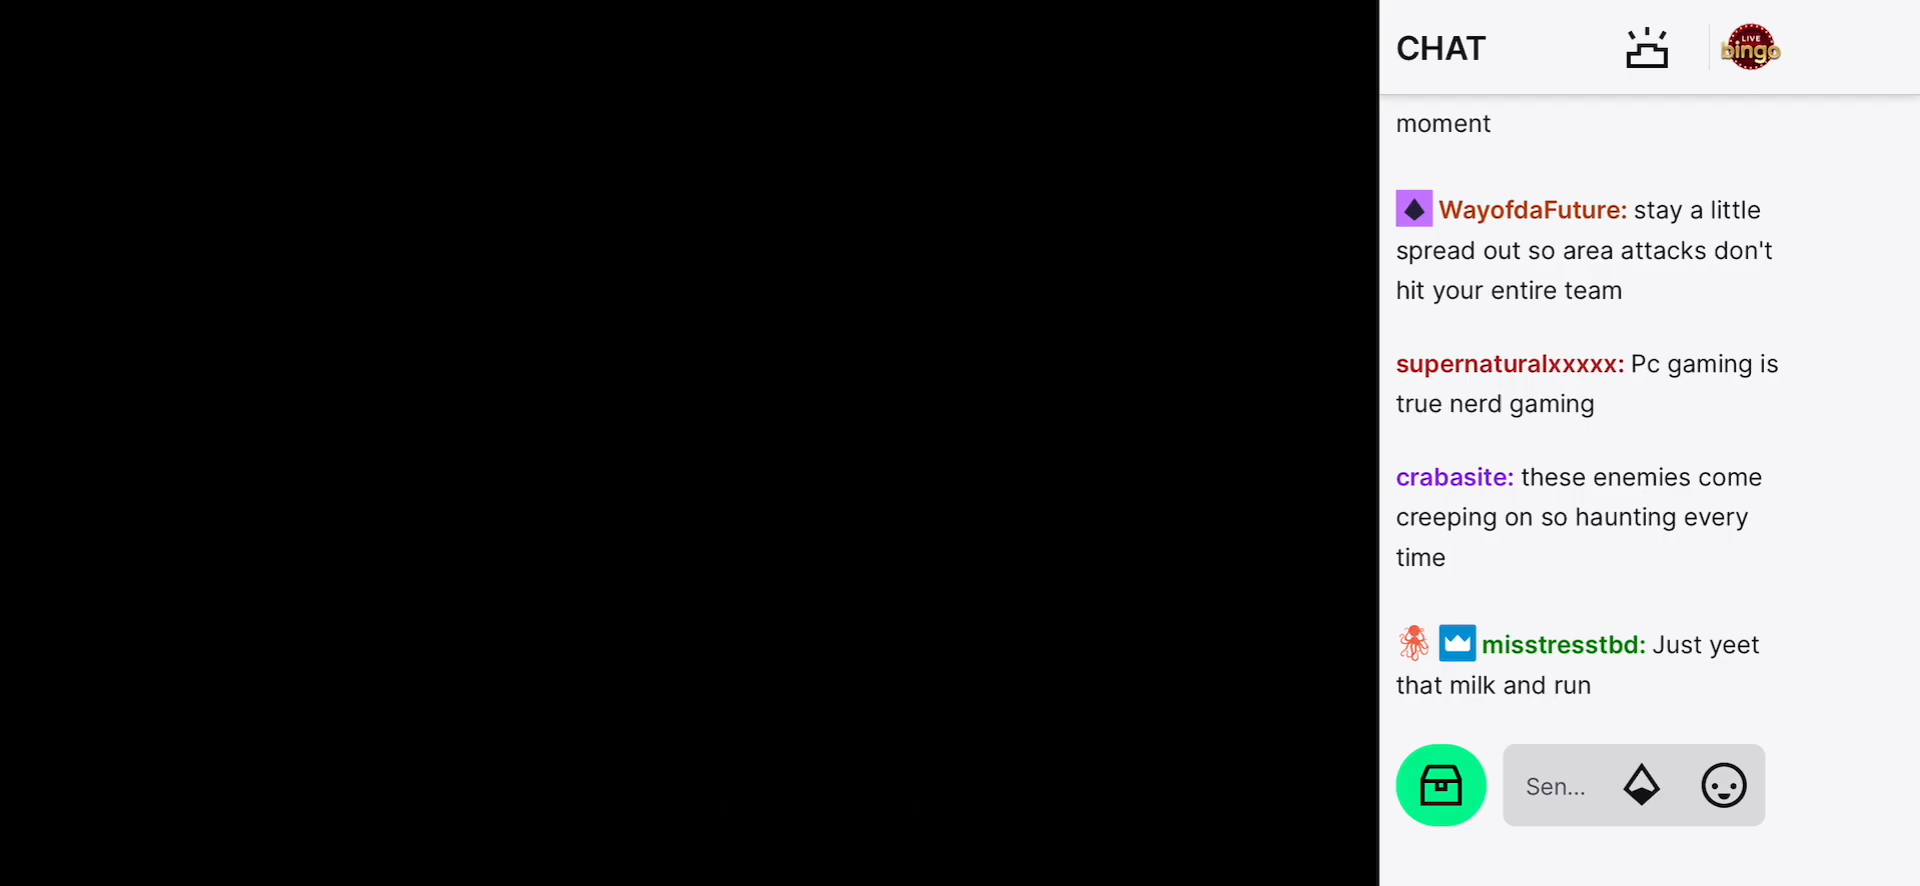 CHAT
LIVE
bingo
moment
WayofdaFuture: stay a little
spread out so area attacks don't
hit your entire team
supernaturalxxxxx: Pc gaming is
true nerd gaming
crabasite: these enemies come
creeping on so haunting every
time
misstresstbd: Just yeet
that milk and run
Sen...